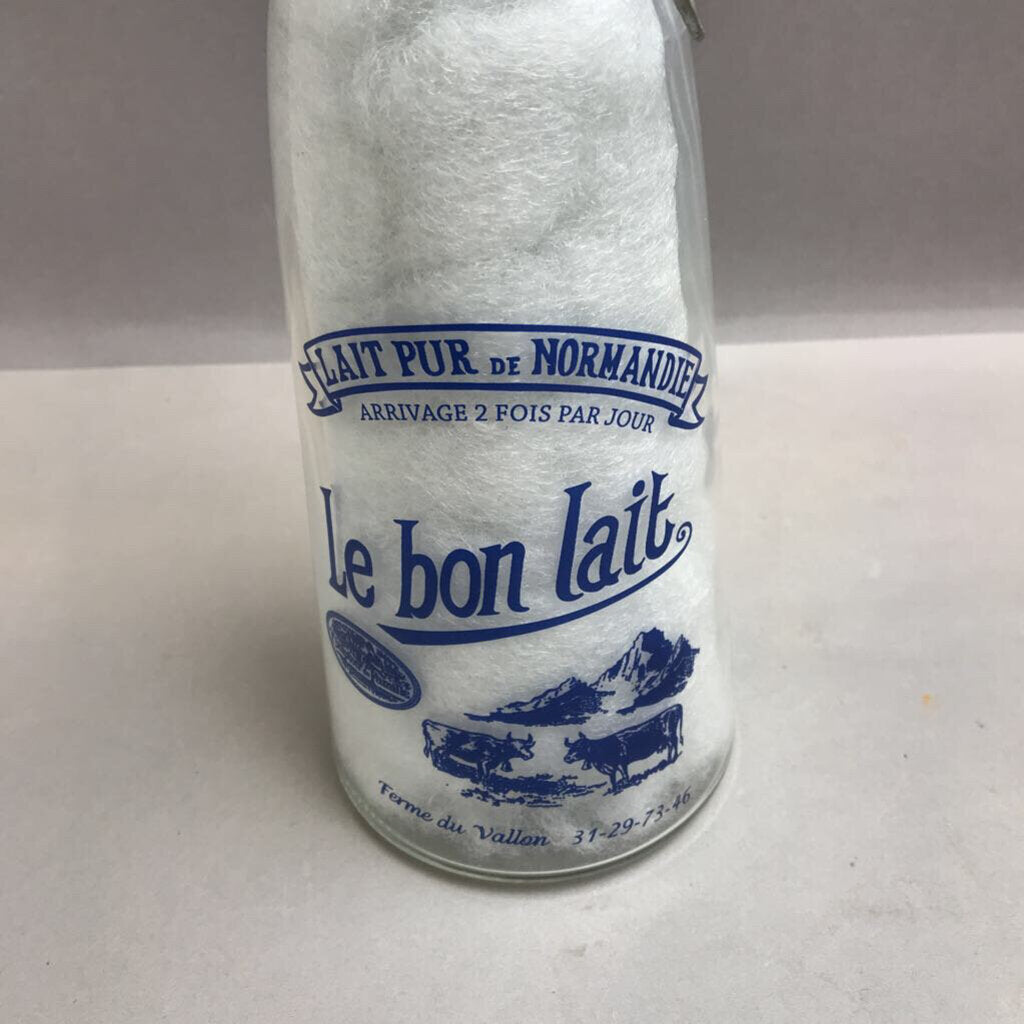 LAIT PUR DE NORMANDIE
ARRIVAGE 2 FOIS PAR JOUR
Le bon lait
Ferme du Vallon 31-29-73-46